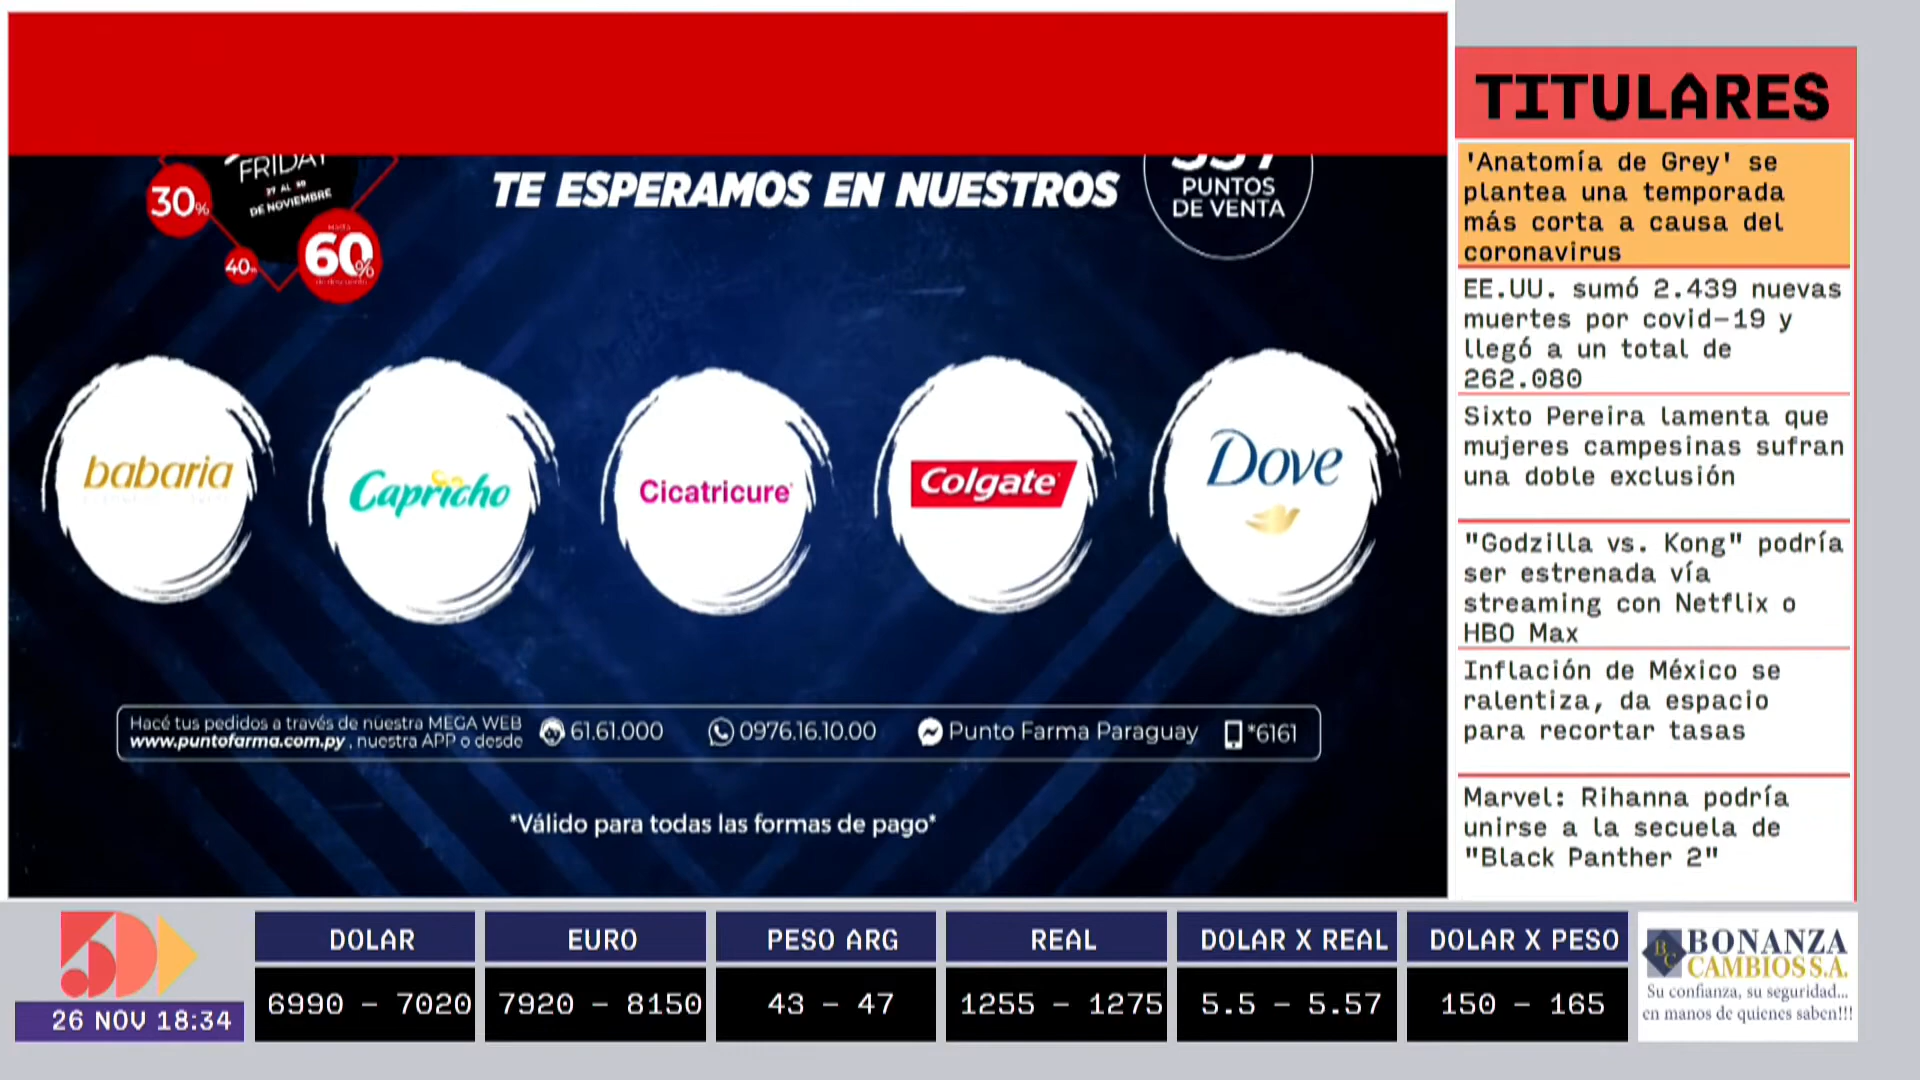 FRIDAY
27 AL 29
DE NOVIEMBRE
30%
40%
HASTA
60%
TE ESPERAMOS EN NUESTROS
PUNTOS
DE VENTA
babaria
Capricho
Cicatricure
Colgate
Dove
Hacé tus pedidos a través de nuestra MEGA WEB
www.puntofarma.com.py, nuestra APP o desde
61.61.000
0976.16.10.00
Punto Farma Paraguay
*6161
*Válido para todas las formas de pago*
TITULARES
'Anatomía de Grey' se
plantea una temporada
más corta a causa del
coronavirus
EE.UU. sumó 2.439 nuevas
muertes por covid-19 y
llegó a un total de
262.080
Sixto Pereira lamenta que
mujeres campesinas sufran
una doble exclusión
"Godzilla vs. Kong" podría
ser estrenada vía
streaming con Netflix o
HBO Max
Inflación de México se
ralentiza, da espacio
para recortar tasas
Marvel: Rihanna podría
unirse a la secuela de
"Black Panther 2"
5D
26 NOV 18:34
DOLAR
6990 - 7020
EURO
7920 - 8150
PESO ARG
43 - 47
REAL
1255 - 1275
DOLAR X REAL
5.5 - 5.57
DOLAR X PESO
150 - 165
BC
BONANZA
CAMBIOS S.A.
Su confianza, su seguridad...
en manos de quienes saben!!!